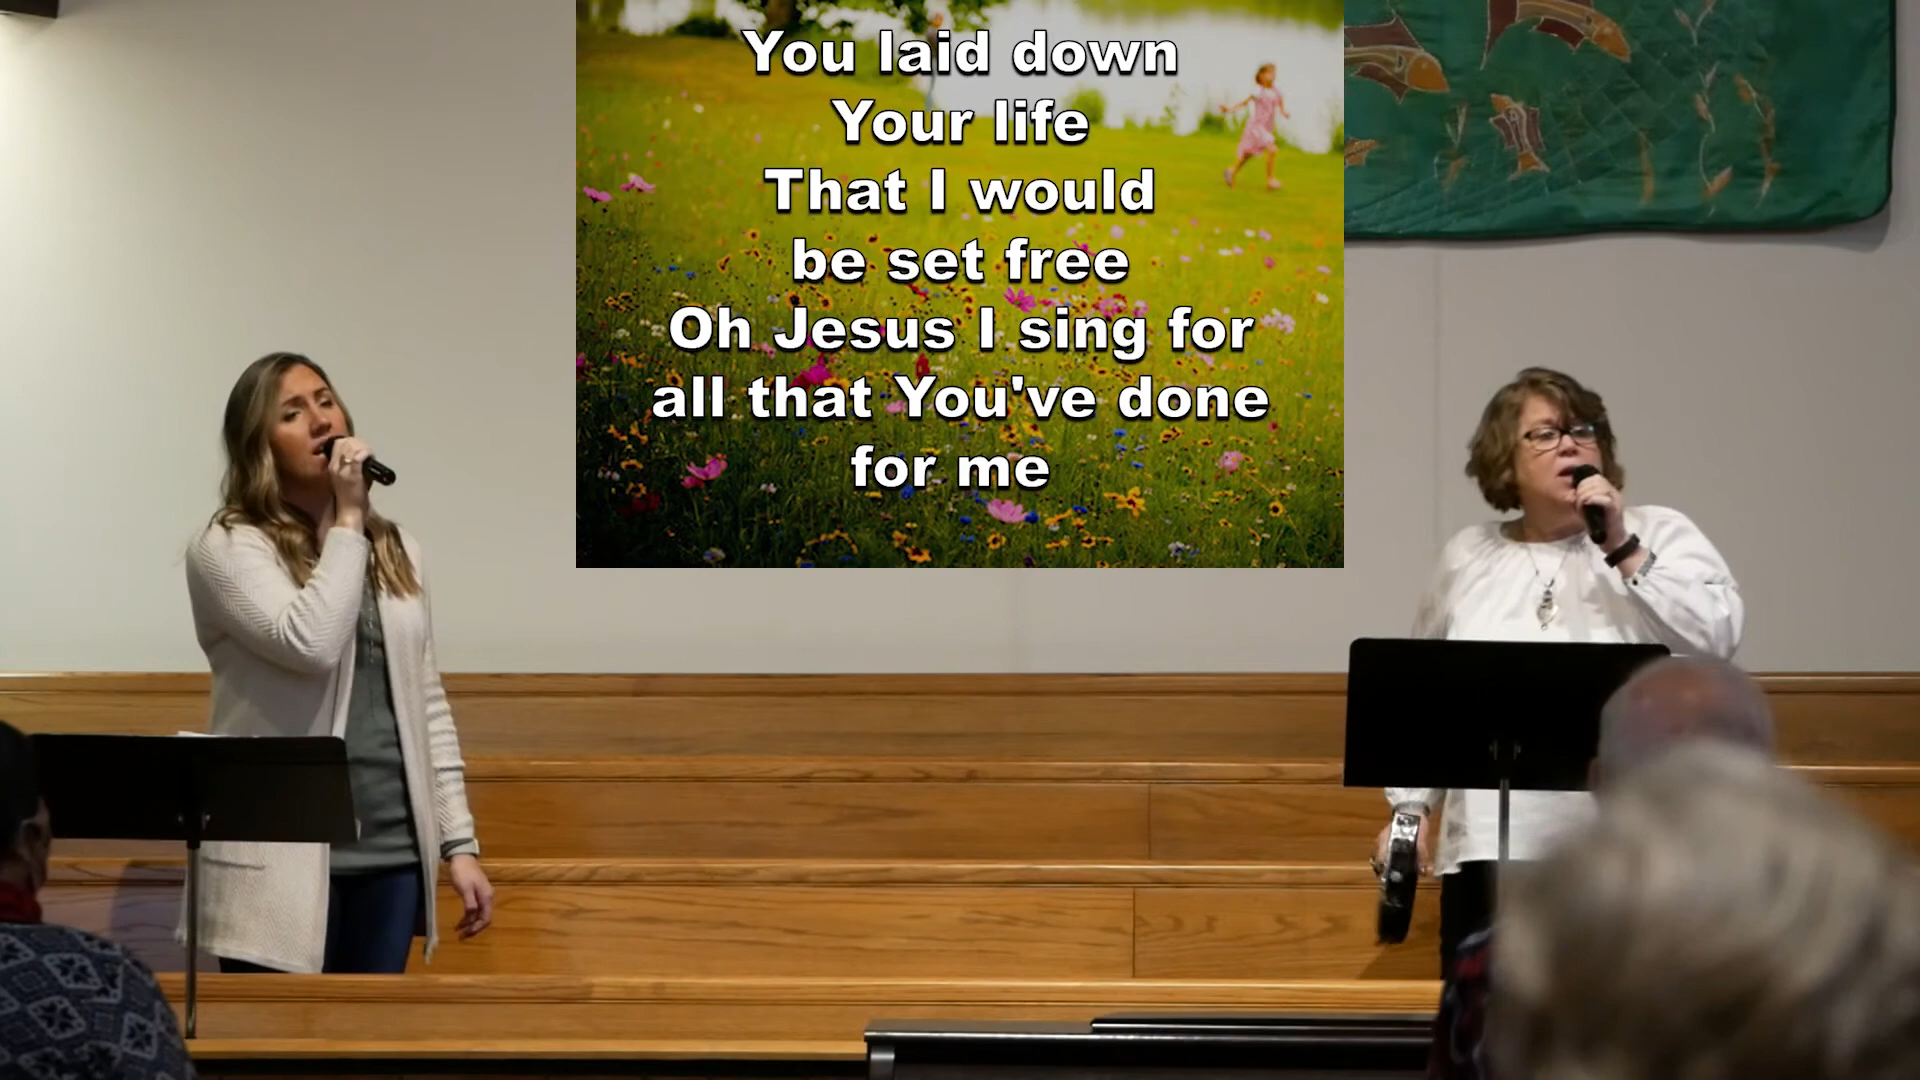 You laid down
Your life
That I would
be set free
Oh Jesus I sing for
all that You've done
for me